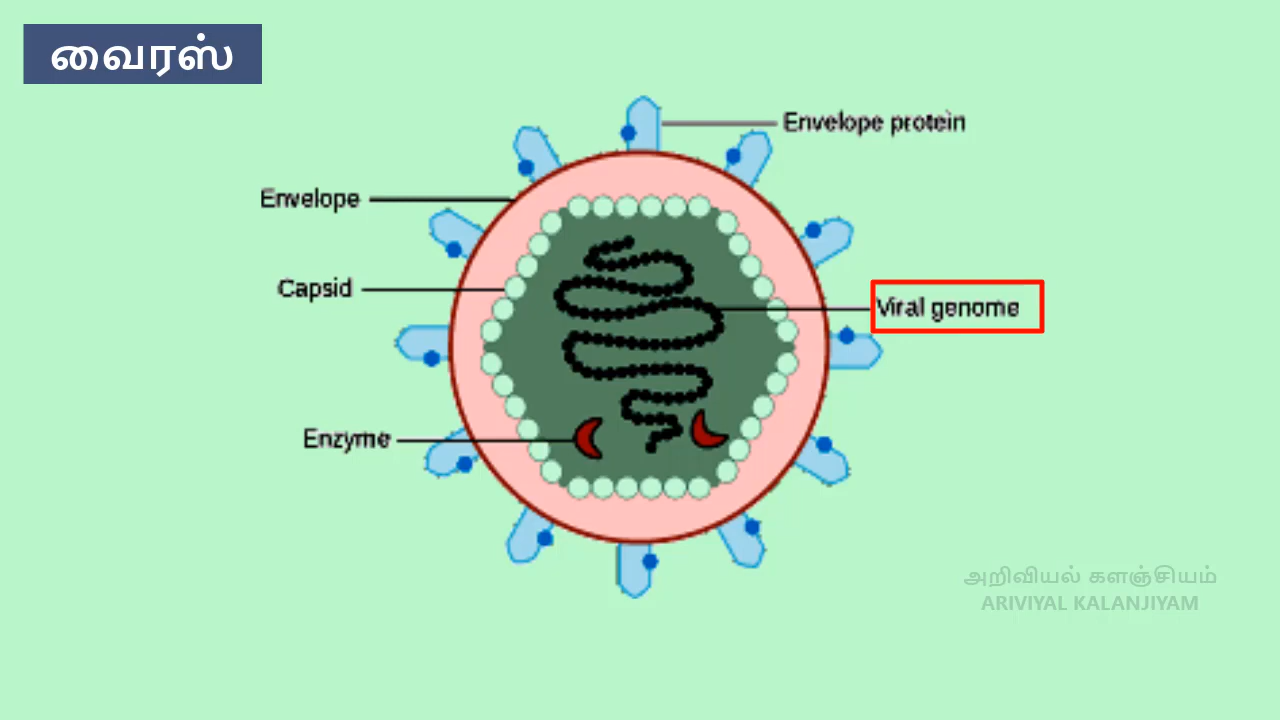 வைரஸ்
Envelope protein
Envelope
Capsid
Viral genome
Enzyme
அறிவியல் களஞ்சியம்
ARIVIYAL KALANJIYAM